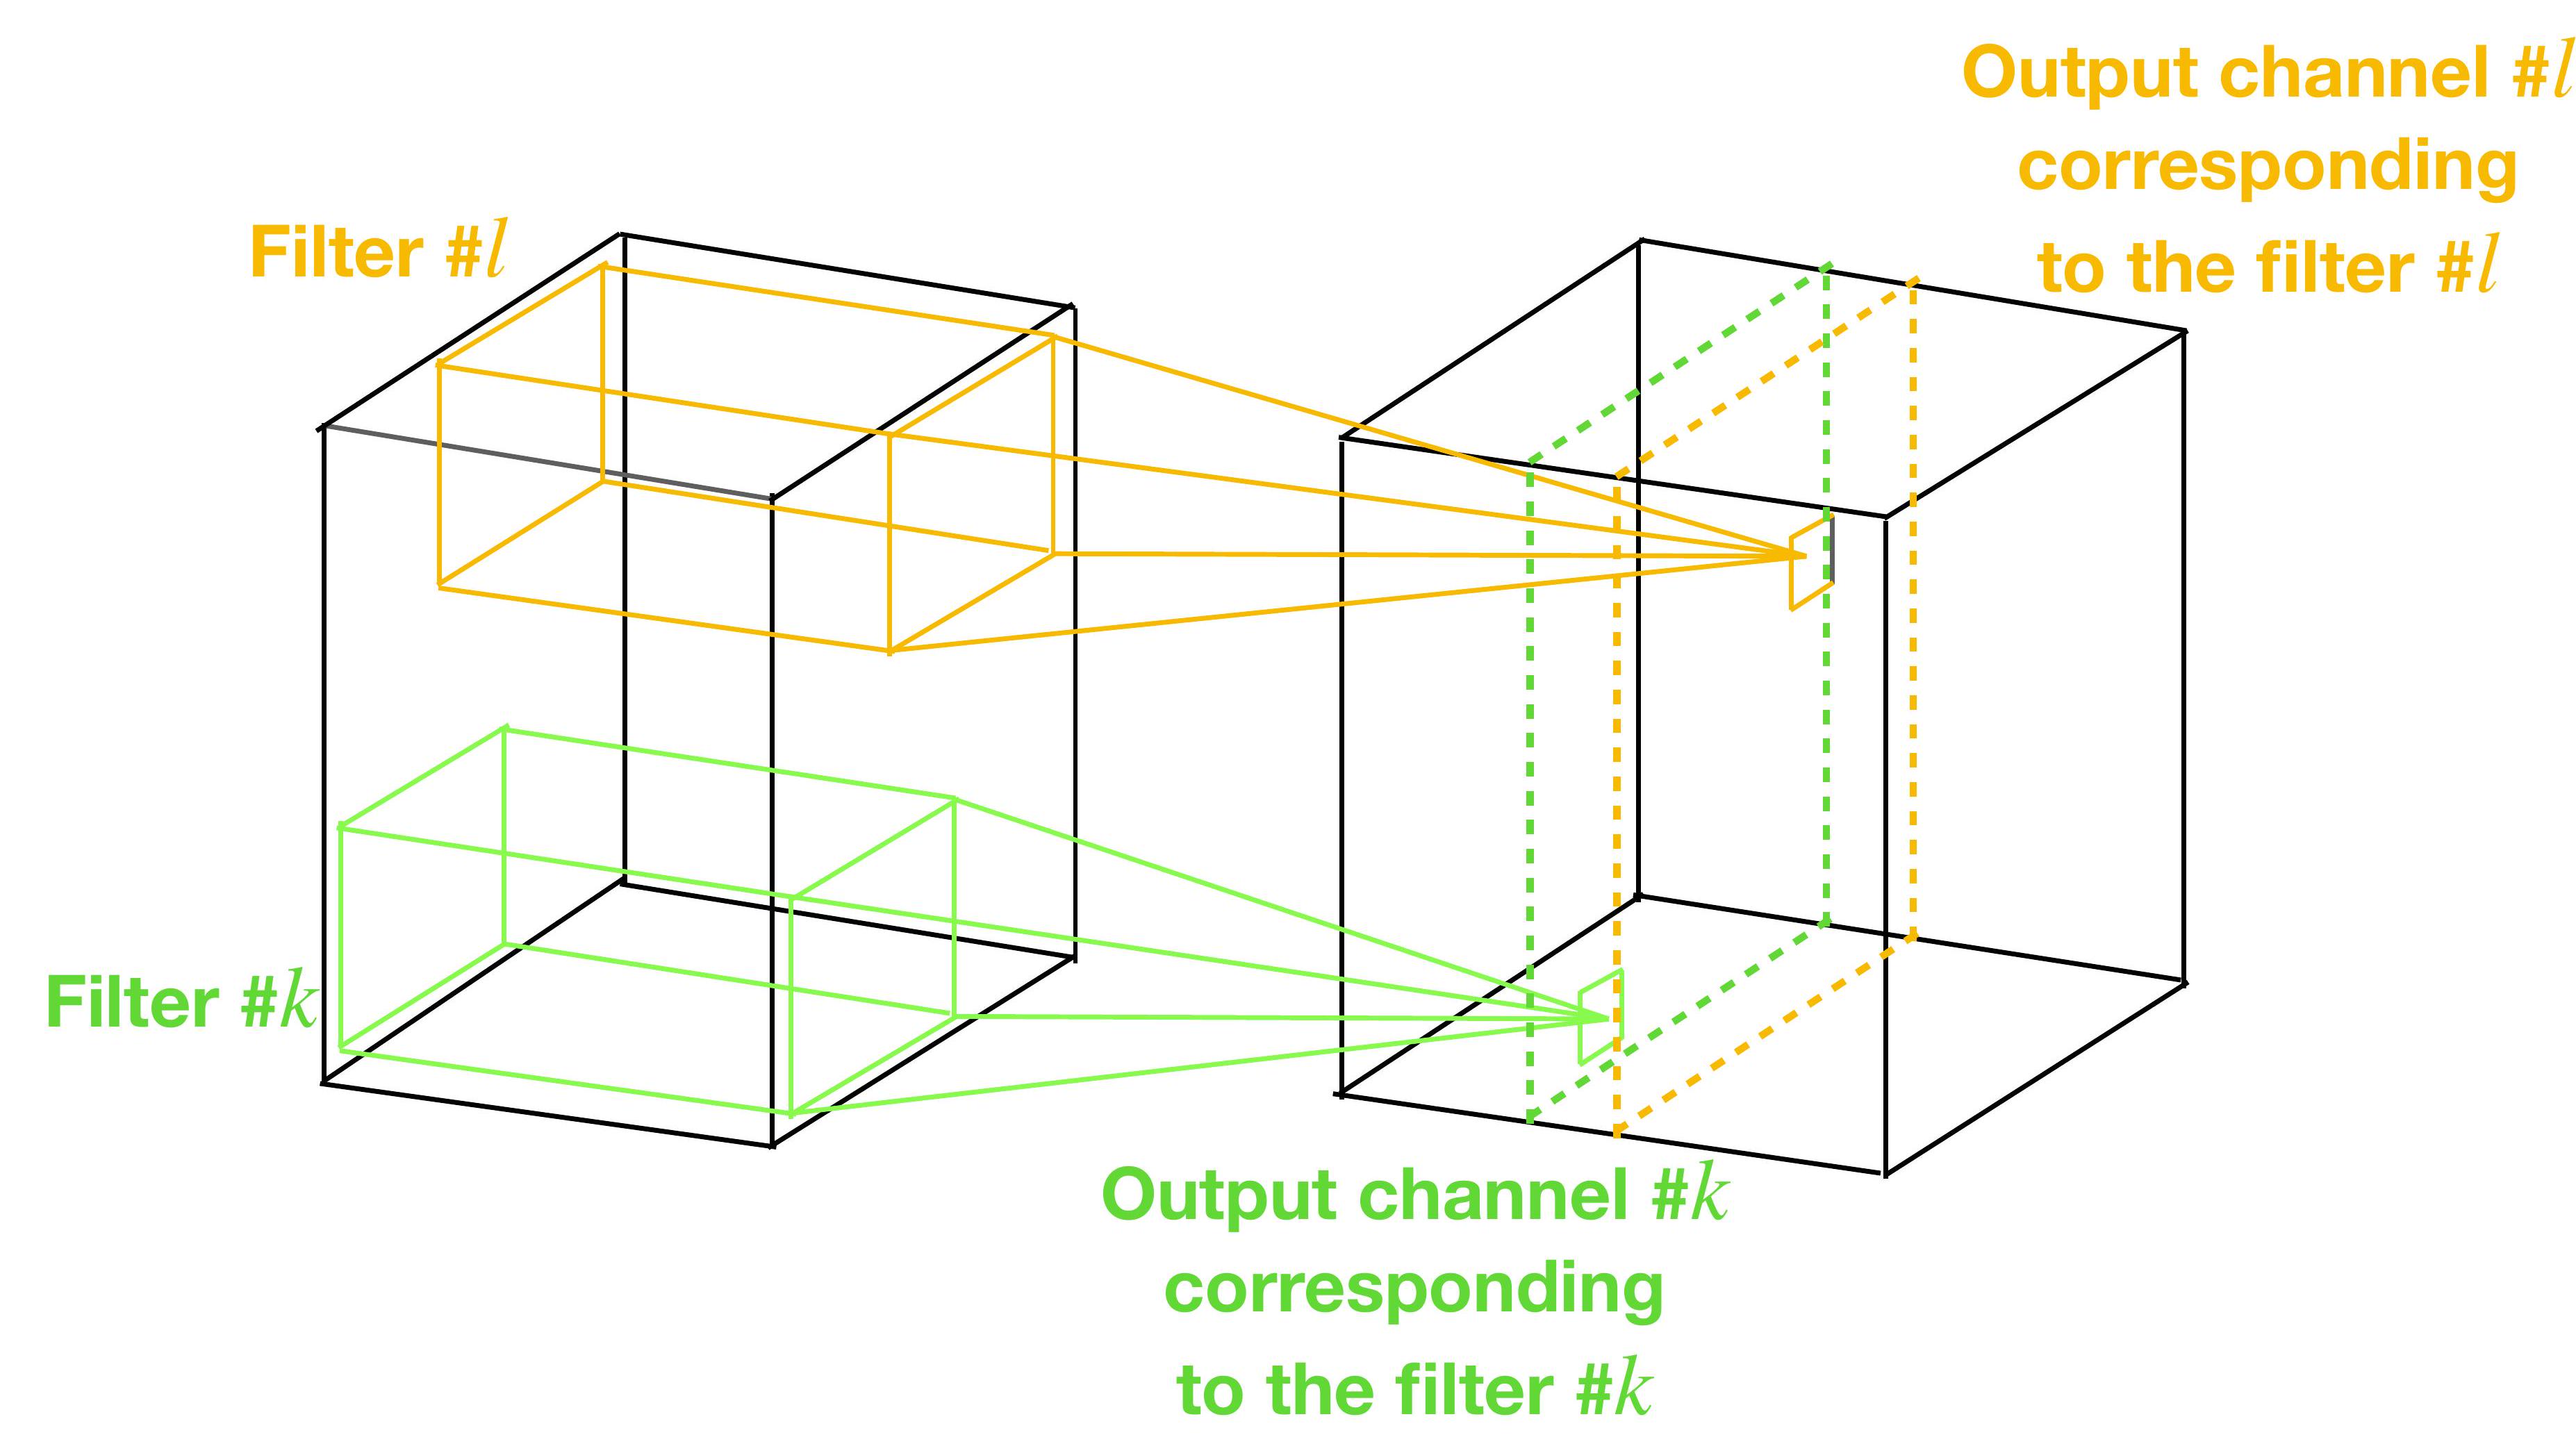 Output channel #l
corresponding
to the filter #l
Filter #l
Filter #k
Output channel #k
corresponding
to the filter #k